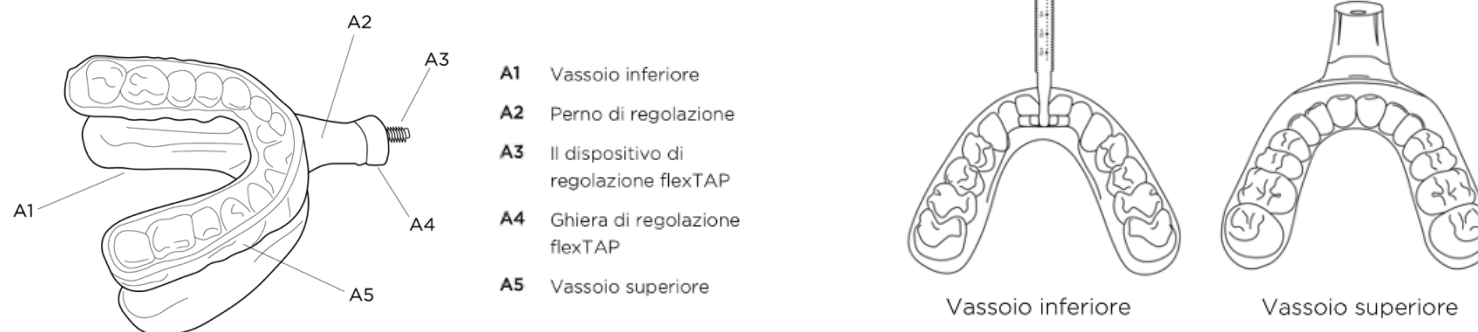 A2
A3
A1
A4
A5
A1 Vassoio inferiore
A2 Perno di regolazione
A3 Il dispositivo di
regolazione flexTAP
A4 Ghiera di regolazione
flexTAP
A5 Vassoio superiore
Vassoio inferiore
Vassoio superiore